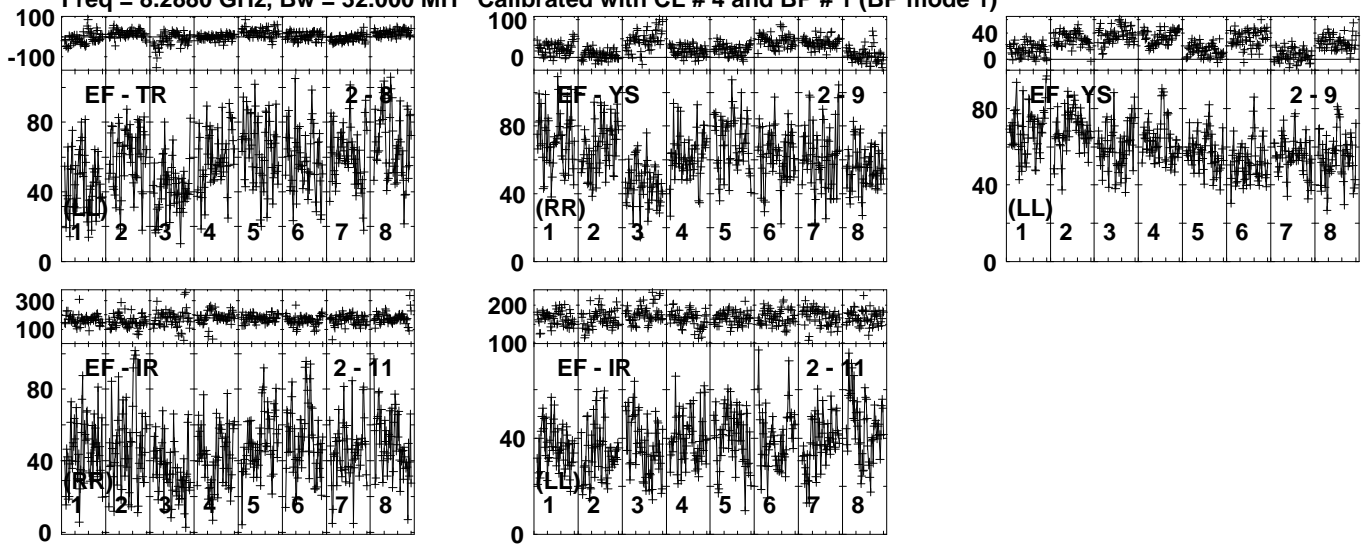 Freq = 8.2880 GHz, Bw = 32.000 MH Calibrated with CL # 4 and BP # 1 (BP mode 1)
100
-100
EF - TR 2 - 8
80
40
(LL)
1 2 3 4 5 6 7 8
0
100
0
EF - YS 2 - 9
80
40
(RR)
1 2 3 4 5 6 7 8
0
40
0
EF - YS 2 - 9
80
40
(LL)
1 2 3 4 5 6 7 8
0
300
100
EF - IR 2 - 11
80
40
(RR)
1 2 3 4 5 6 7 8
0
200
100
EF - IR 2 - 11
40
(LL)
1 2 3 4 5 6 7 8
0